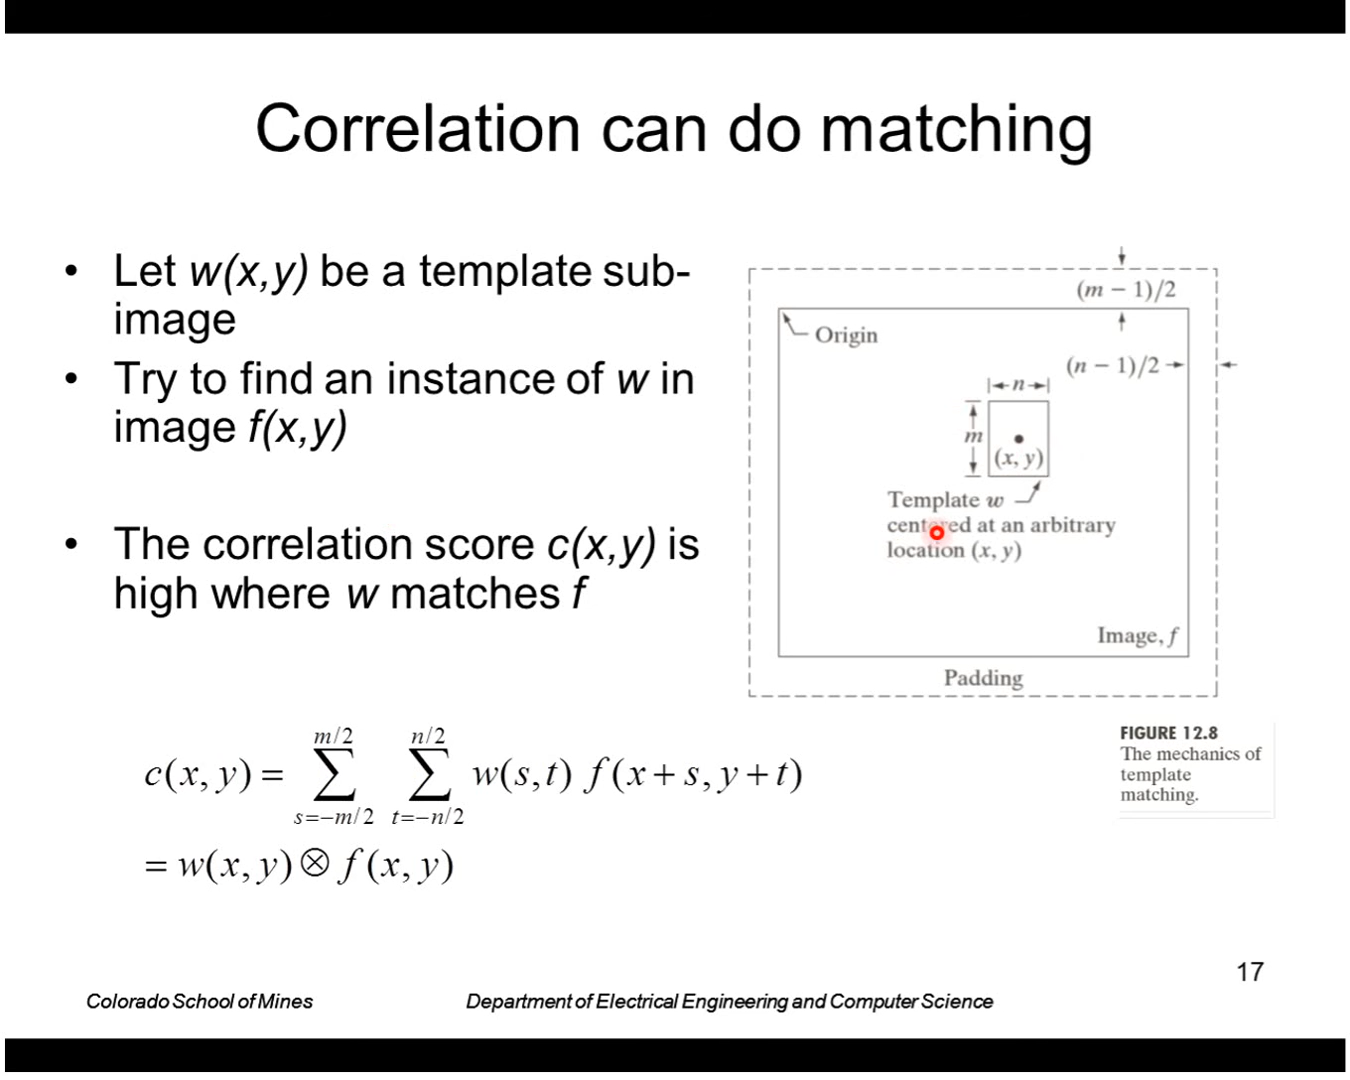 Correlation can do matching
• Let w(x,y) be a template sub-
image
• Try to find an instance of w in
image f(x,y)
• The correlation score c(x,y) is
high where w matches f
(m − 1)/2
Origin
(n − 1)/2
n
m
(x, y)
Template w
centered at an arbitrary
location (x, y)
Image, f
Padding
FIGURE 12.8
The mechanics of
template
matching.
c(x, y) = ∑_{s=−m/2}^{m/2} ∑_{t=−n/2}^{n/2} w(s,t) f(x+s, y+t)
= w(x, y) ⊗ f(x, y)
17
Colorado School of Mines
Department of Electrical Engineering and Computer Science